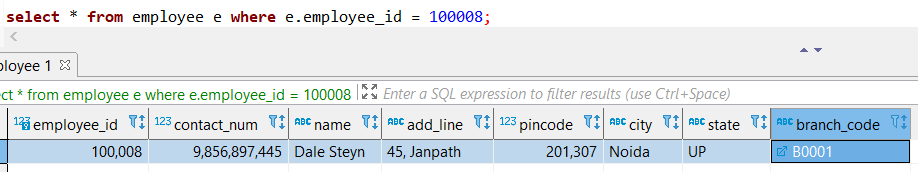 select * from employee e where e.employee_id = 100008;
ployee 1
ct * from employee e where e.employee_id = 100008 Enter a SQL expression to filter results (use Ctrl+Space)
123 employee_id 123 contact_num ABC name ABC add_line 123 pincode ABC city ABC state ABC branch_code
100,008 9,856,897,445 Dale Steyn 45, Janpath 201,307 Noida UP B0001